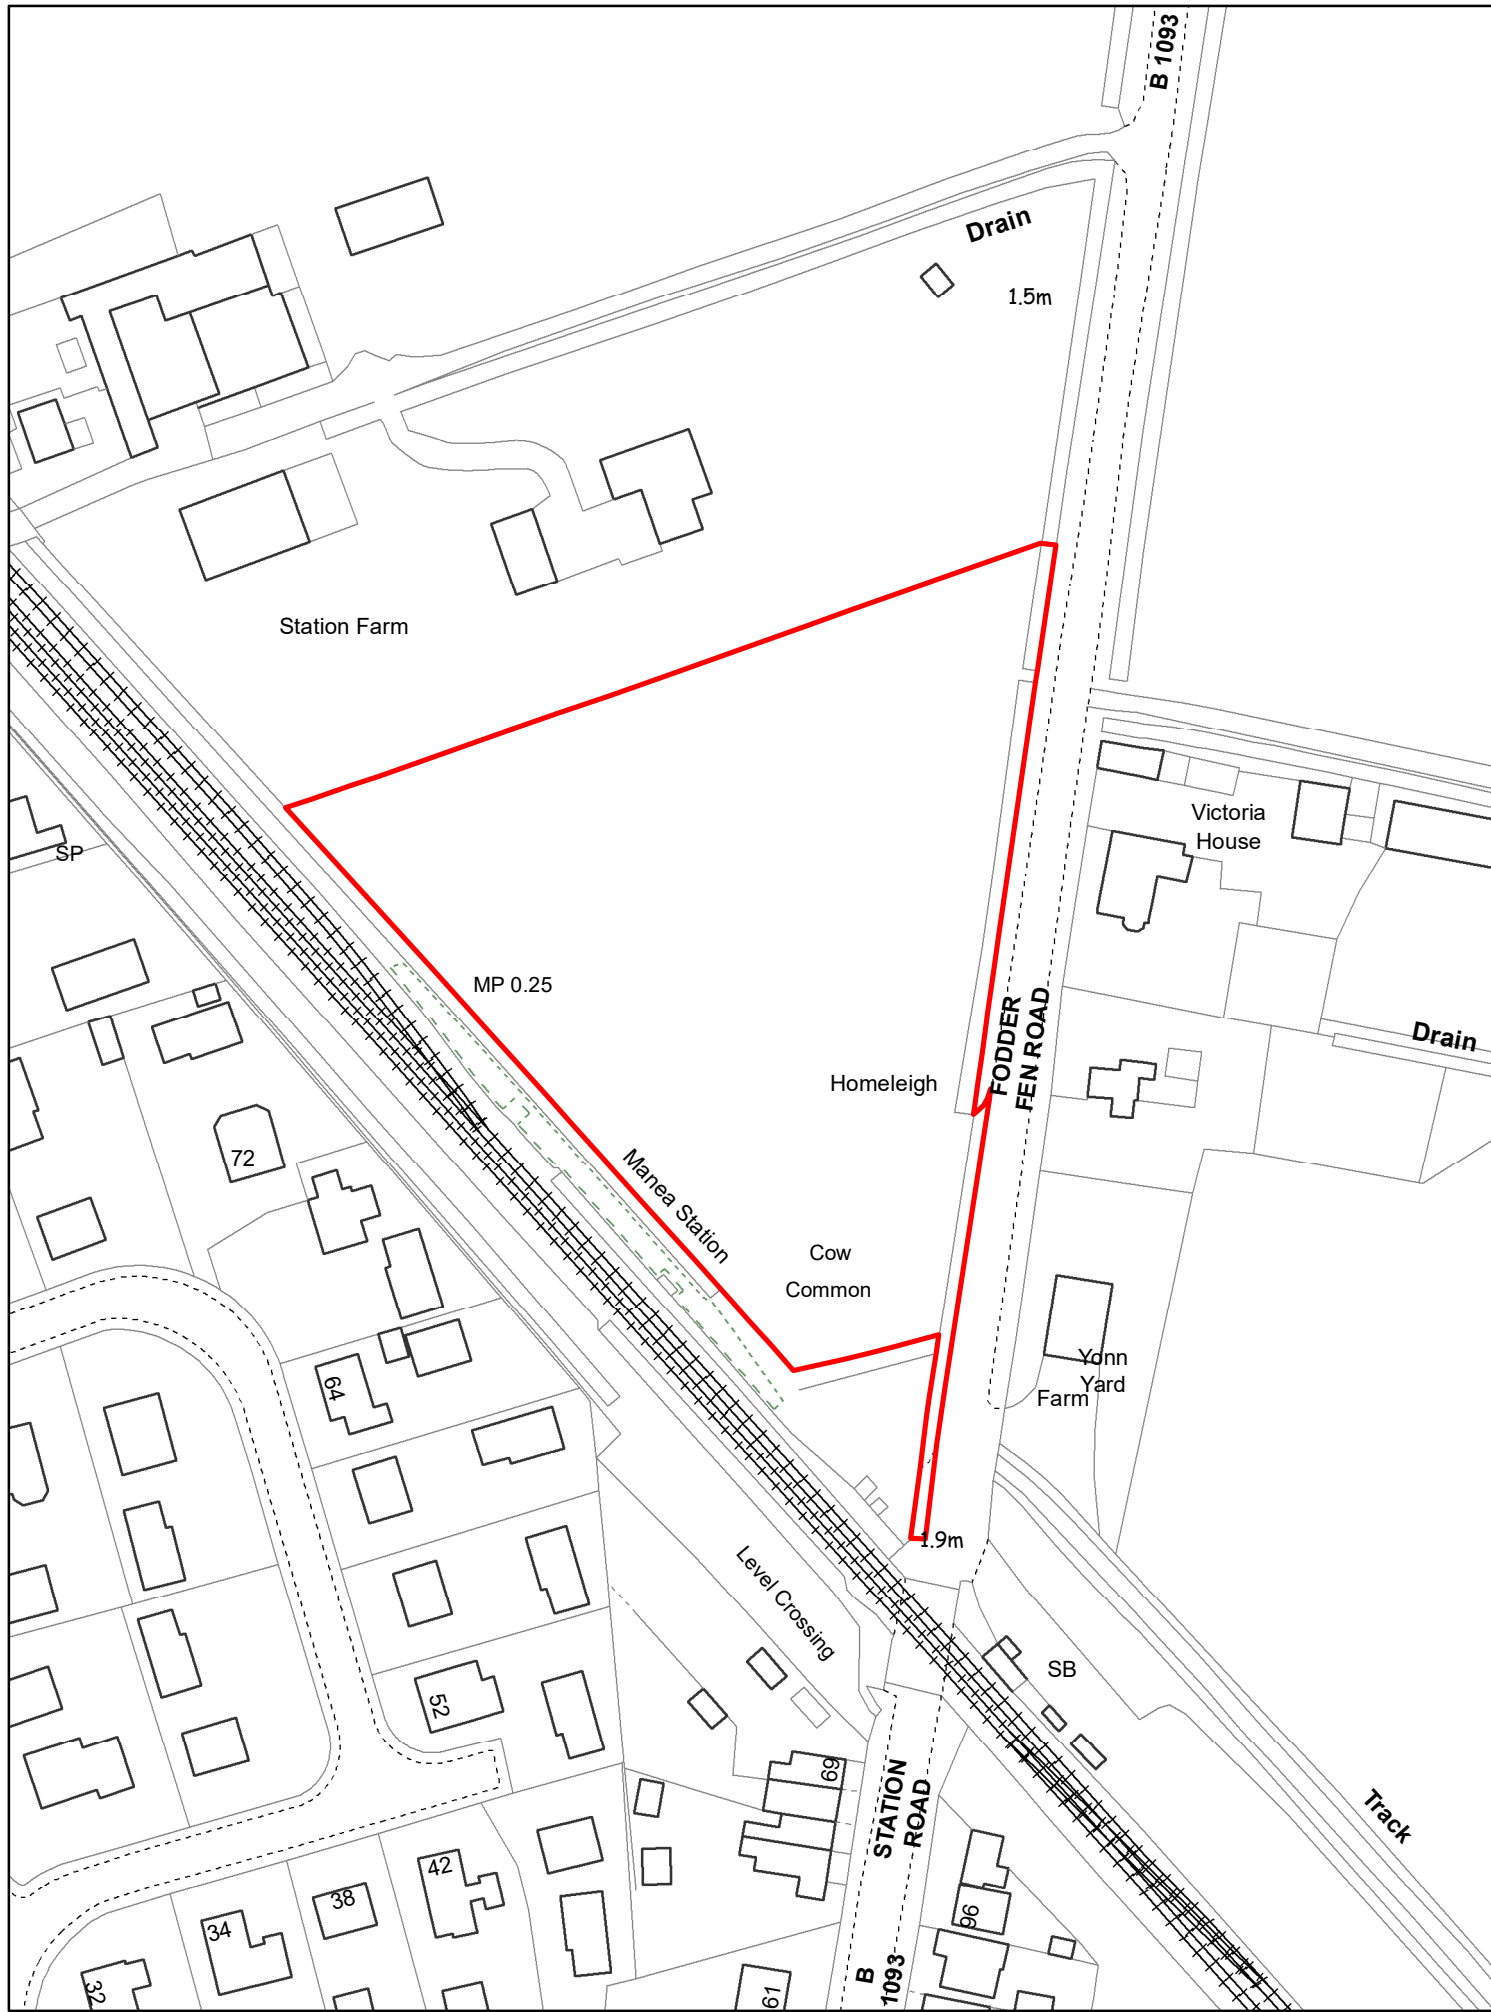 B 1093
Drain
1.5m
Station Farm
Victoria
House
SP
MP 0.25
FODDER
FEN ROAD
Drain
Homeleigh
72
Manea Station
Cow
Common
Yonn
Yard
Farm
64
1.9m
Level Crossing
SB
52
69
STATION
ROAD
Track
42
38
34
96
32
B
1093
61